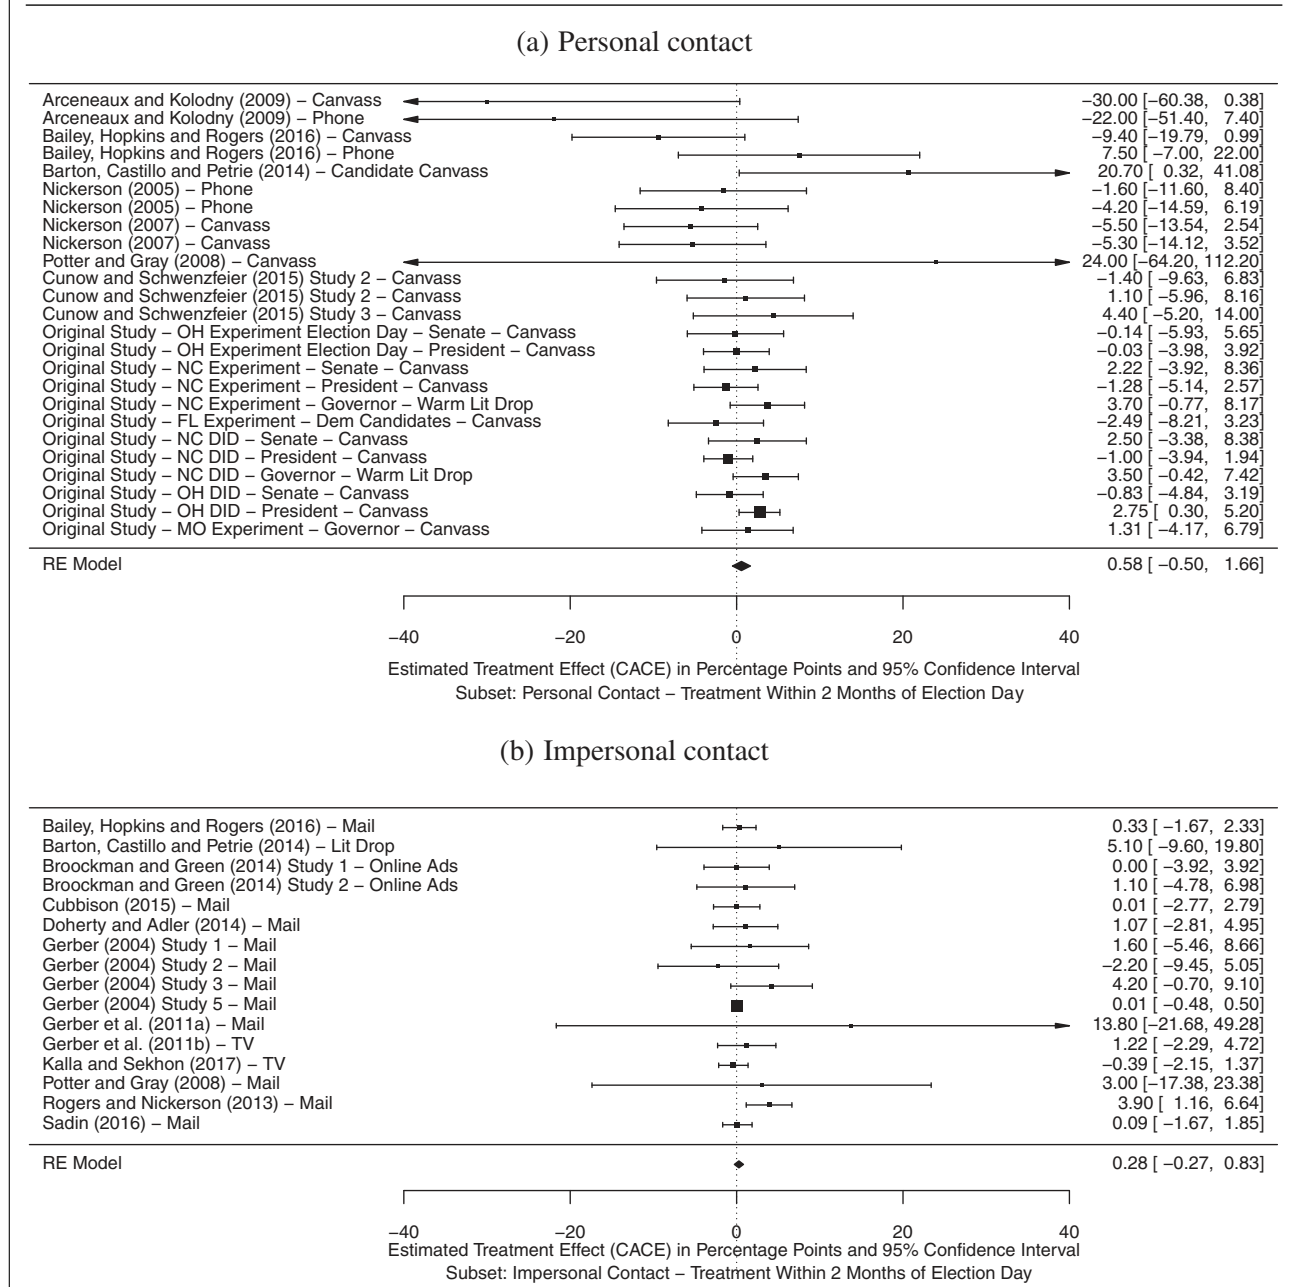 (a) Personal contact
Arceneaux and Kolodny (2009) – Canvass −30.00 [−60.38, 0.38]
Arceneaux and Kolodny (2009) – Phone −22.00 [−51.40, 7.40]
Bailey, Hopkins and Rogers (2016) – Canvass −9.40 [−19.79, 0.99]
Bailey, Hopkins and Rogers (2016) – Phone 7.50 [ −7.00, 22.00]
Barton, Castillo and Petrie (2014) – Candidate Canvass 20.70 [ 0.32, 41.08]
Nickerson (2005) – Phone −1.60 [−11.60, 8.40]
Nickerson (2005) – Phone −4.20 [−14.59, 6.19]
Nickerson (2007) – Canvass −5.50 [−13.54, 2.54]
Nickerson (2007) – Canvass −5.30 [−14.12, 3.52]
Potter and Gray (2008) – Canvass 24.00 [−64.20, 112.20]
Cunow and Schwenzfeier (2015) Study 2 – Canvass −1.40 [ −9.63, 6.83]
Cunow and Schwenzfeier (2015) Study 2 – Canvass 1.10 [ −5.96, 8.16]
Cunow and Schwenzfeier (2015) Study 3 – Canvass 4.40 [ −5.20, 14.00]
Original Study – OH Experiment Election Day – Senate – Canvass −0.14 [ −5.93, 5.65]
Original Study – OH Experiment Election Day – President – Canvass −0.03 [ −3.98, 3.92]
Original Study – NC Experiment – Senate – Canvass 2.22 [ −3.92, 8.36]
Original Study – NC Experiment – President – Canvass −1.28 [ −5.14, 2.57]
Original Study – NC Experiment – Governor – Warm Lit Drop 3.70 [ −0.77, 8.17]
Original Study – FL Experiment – Dem Candidates – Canvass −2.49 [ −8.21, 3.23]
Original Study – NC DID – Senate – Canvass 2.50 [ −3.38, 8.38]
Original Study – NC DID – President – Canvass −1.00 [ −3.94, 1.94]
Original Study – NC DID – Governor – Warm Lit Drop 3.50 [ −0.42, 7.42]
Original Study – OH DID – Senate – Canvass −0.83 [ −4.84, 3.19]
Original Study – OH DID – President – Canvass 2.75 [ 0.30, 5.20]
Original Study – MO Experiment – Governor – Canvass 1.31 [ −4.17, 6.79]
RE Model 0.58 [ −0.50, 1.66]
−40 −20 0 20 40
Estimated Treatment Effect (CACE) in Percentage Points and 95% Confidence Interval
Subset: Personal Contact – Treatment Within 2 Months of Election Day
(b) Impersonal contact
Bailey, Hopkins and Rogers (2016) – Mail 0.33 [ −1.67, 2.33]
Barton, Castillo and Petrie (2014) – Lit Drop 5.10 [ −9.60, 19.80]
Broockman and Green (2014) Study 1 – Online Ads 0.00 [ −3.92, 3.92]
Broockman and Green (2014) Study 2 – Online Ads 1.10 [ −4.78, 6.98]
Cubbison (2015) – Mail 0.01 [ −2.77, 2.79]
Doherty and Adler (2014) – Mail 1.07 [ −2.81, 4.95]
Gerber (2004) Study 1 – Mail 1.60 [ −5.46, 8.66]
Gerber (2004) Study 2 – Mail −2.20 [ −9.45, 5.05]
Gerber (2004) Study 3 – Mail 4.20 [ −0.70, 9.10]
Gerber (2004) Study 5 – Mail 0.01 [ −0.48, 0.50]
Gerber et al. (2011a) – Mail 13.80 [−21.68, 49.28]
Gerber et al. (2011b) – TV 1.22 [ −2.29, 4.72]
Kalla and Sekhon (2017) – TV −0.39 [ −2.15, 1.37]
Potter and Gray (2008) – Mail 3.00 [−17.38, 23.38]
Rogers and Nickerson (2013) – Mail 3.90 [ 1.16, 6.64]
Sadin (2016) – Mail 0.09 [ −1.67, 1.85]
RE Model 0.28 [ −0.27, 0.83]
−40 −20 0 20 40
Estimated Treatment Effect (CACE) in Percentage Points and 95% Confidence Interval
Subset: Impersonal Contact – Treatment Within 2 Months of Election Day